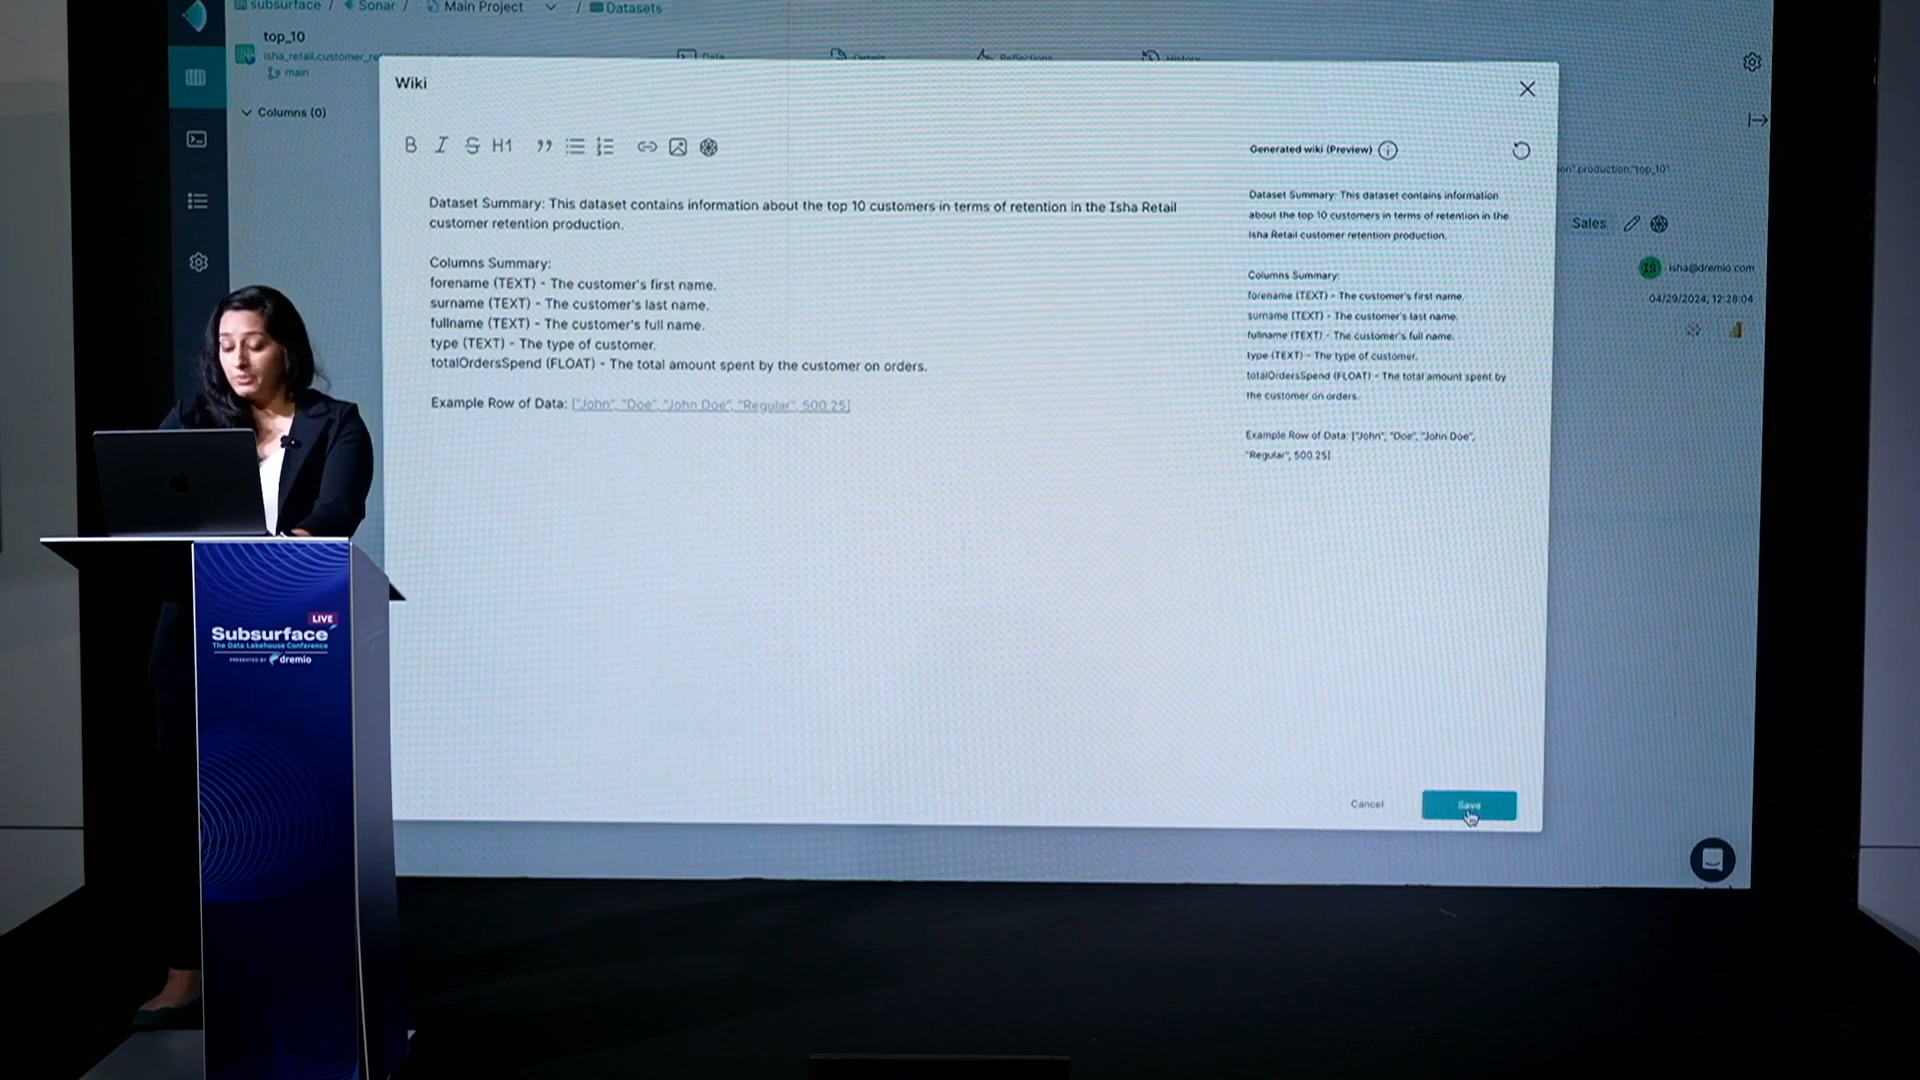 subsurface / Sonar / Main Project / Datasets
top_10
main
Columns (0)
Data
Details
Reflections
History
production."top_10"
Sales
isha@dremio.com
04/29/2024, 12:28:04
Wiki
B I S H1
Dataset Summary: This dataset contains information about the top 10 customers in terms of retention in the Isha Retail
customer retention production.
Columns Summary:
forename (TEXT) - The customer's first name.
surname (TEXT) - The customer's last name.
fullname (TEXT) - The customer's full name.
type (TEXT) - The type of customer.
totalOrdersSpend (FLOAT) - The total amount spent by the customer on orders.
Example Row of Data: ["John", "Doe", "John Doe", "Regular", 500.25]
Generated wiki (Preview)
Dataset Summary: This dataset contains information
about the top 10 customers in terms of retention in the
Isha Retail customer retention production.
Columns Summary:
forename (TEXT) - The customer's first name.
surname (TEXT) - The customer's last name.
fullname (TEXT) - The customer's full name.
type (TEXT) - The type of customer.
totalOrdersSpend (FLOAT) - The total amount spent by
the customer on orders.
Example Row of Data: ["John", "Doe", "John Doe",
"Regular", 500.25]
Cancel
Save
LIVE
Subsurface
The Data Lakehouse Conference
PRESENTED BY dremio